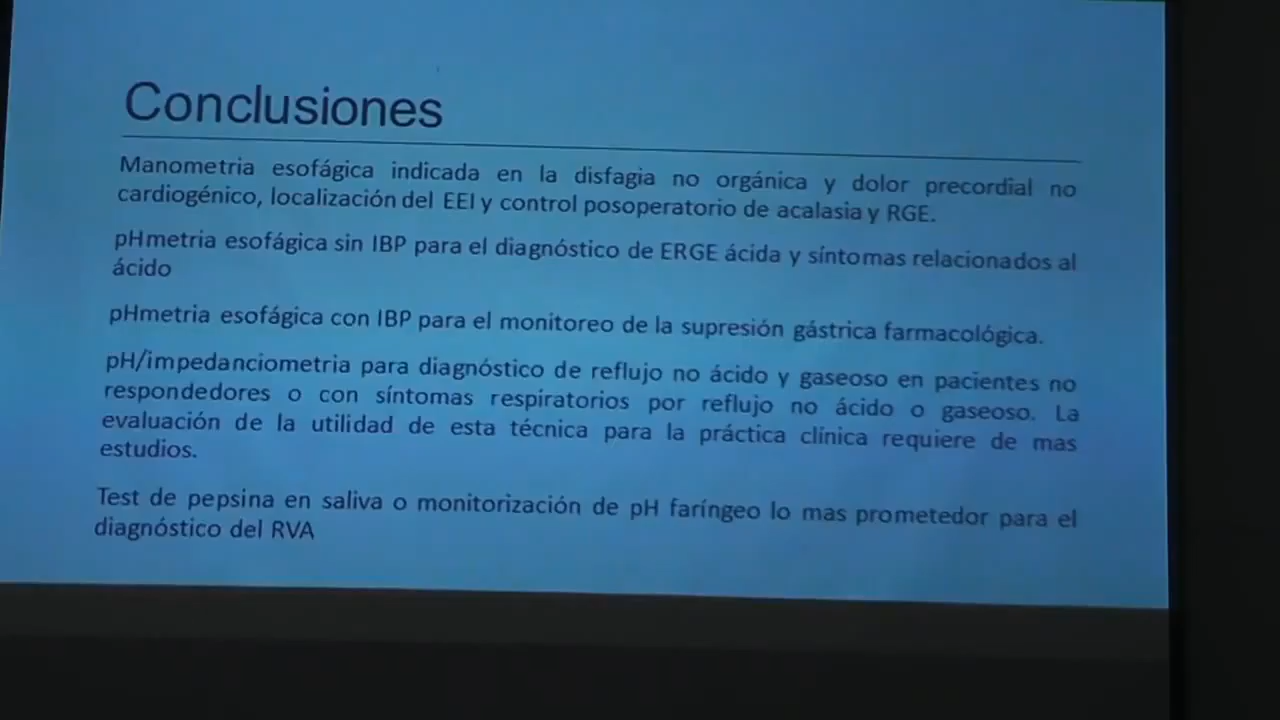 Conclusiones
Manometria esofágica indicada en la disfagia no orgánica y dolor precordial no
cardiogénico, localización del EEI y control posoperatorio de acalasia y RGE.
pHmetria esofágica sin IBP para el diagnóstico de ERGE ácida y síntomas relacionados al
ácido
pHmetria esofágica con IBP para el monitoreo de la supresión gástrica farmacológica.
pH/impedanciometria para diagnóstico de reflujo no ácido y gaseoso en pacientes no
respondedores o con síntomas respiratorios por reflujo no ácido o gaseoso. La
evaluación de la utilidad de esta técnica para la práctica clínica requiere de mas
estudios.
Test de pepsina en saliva o monitorización de pH faríngeo lo mas prometedor para el
diagnóstico del RVA